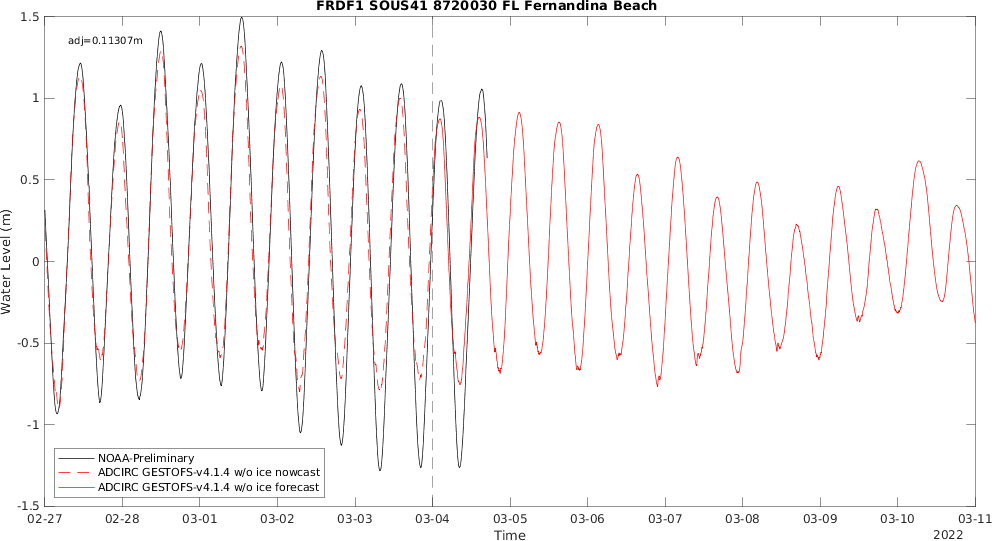 FRDF1 SOUS41 8720030 FL Fernandina Beach
adj=0.11307m
1.5
1
0.5
0
-0.5
-1
-1.5
Water Level (m)
NOAA-Preliminary
ADCIRC GESTOFS-v4.1.4 w/o ice nowcast
ADCIRC GESTOFS-v4.1.4 w/o ice forecast
02-27 02-28 03-01 03-02 03-03 03-04 03-05 03-06 03-07 03-08 03-09 03-10 03-11
Time
2022